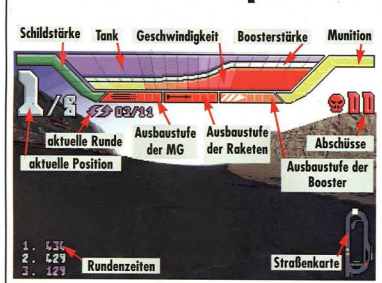 Schildstärke Tank Geschwindigkeit Boosterstärke Munition
1/8
03/11
aktuelle Runde
aktuelle Position
Ausbaustufe
der MG
Ausbaustufe
der Raketen
Ausbaustufe der
Booster
Abschüsse
1. 434
2. 429
3. 129
Rundenzeiten
Straßenkarte